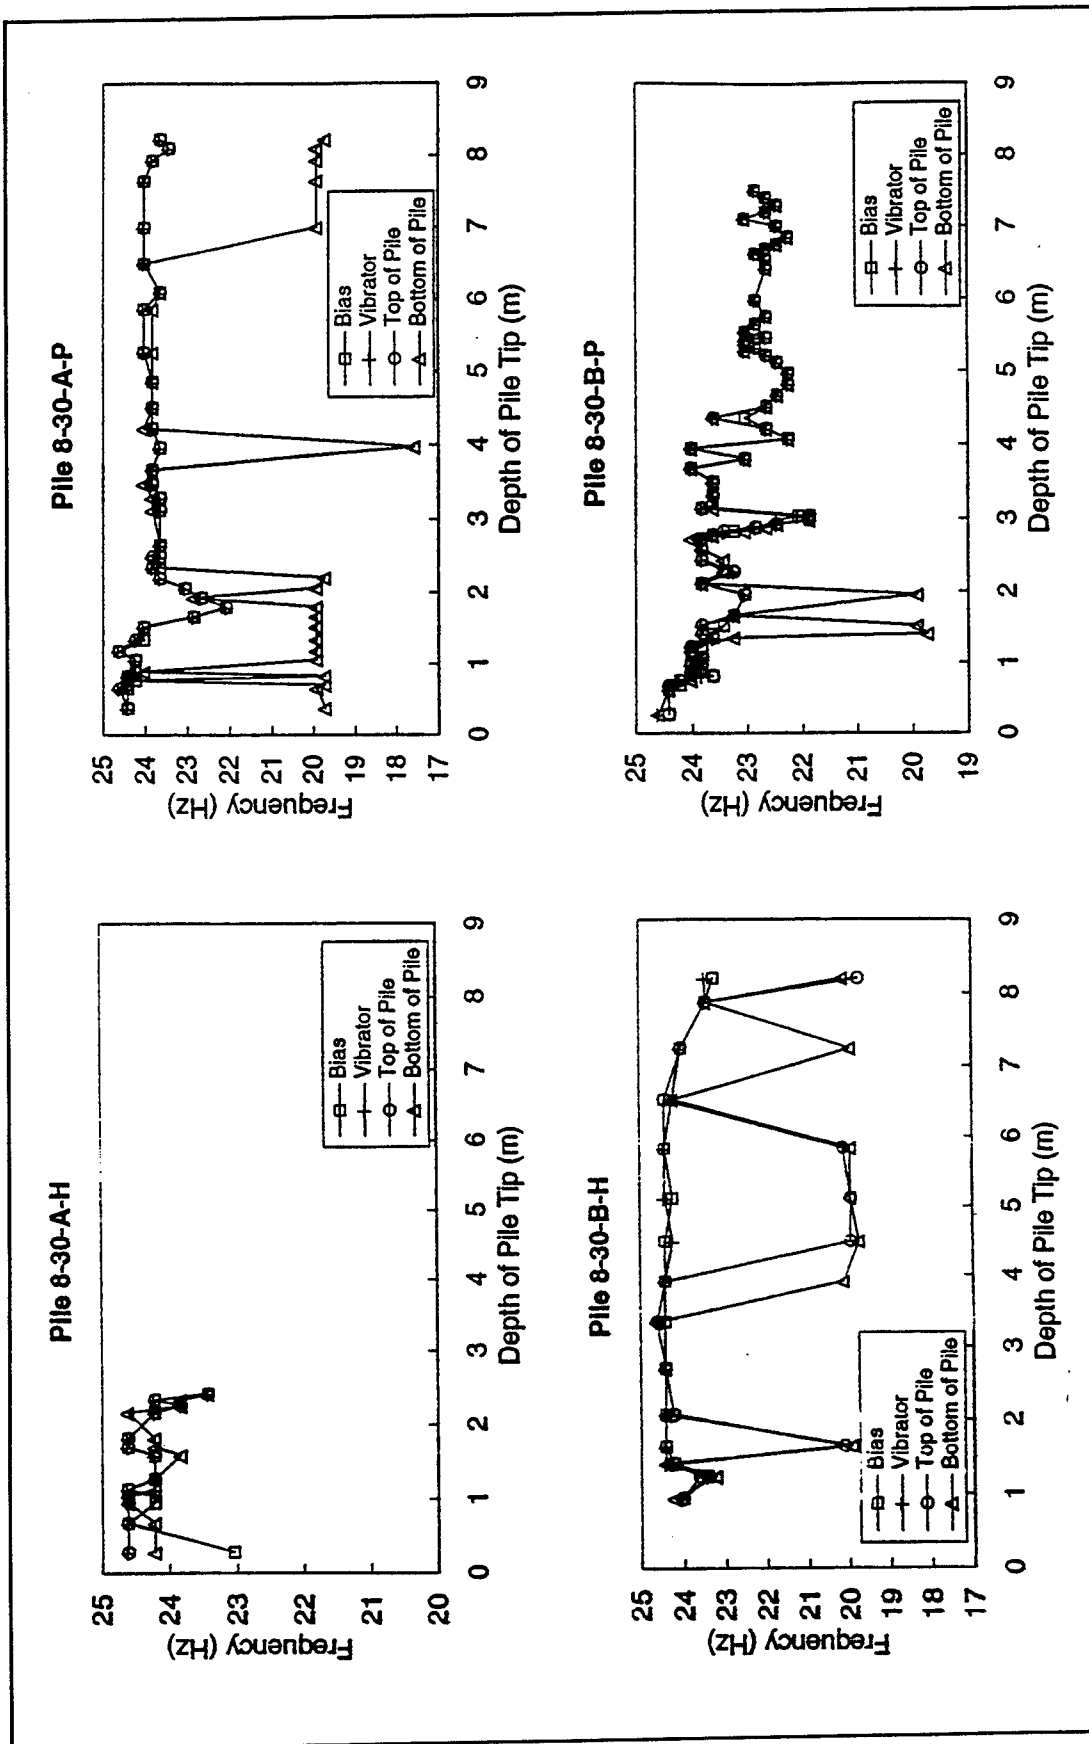 Pile 8-30-A-H
Frequency (Hz)
25
24
23
22
21
20
0 1 2 3 4 5 6 7 8 9
Depth of Pile Tip (m)
Bias
Vibrator
Top of Pile
Bottom of Pile
Pile 8-30-A-P
Frequency (Hz)
25
24
23
22
21
20
19
18
17
0 1 2 3 4 5 6 7 8 9
Depth of Pile Tip (m)
Bias
Vibrator
Top of Pile
Bottom of Pile
Pile 8-30-B-H
Frequency (Hz)
25
24
23
22
21
20
19
18
17
0 1 2 3 4 5 6 7 8 9
Depth of Pile Tip (m)
Bias
Vibrator
Top of Pile
Bottom of Pile
Pile 8-30-B-P
Frequency (Hz)
25
24
23
22
21
20
19
0 1 2 3 4 5 6 7 8 9
Depth of Pile Tip (m)
Bias
Vibrator
Top of Pile
Bottom of Pile